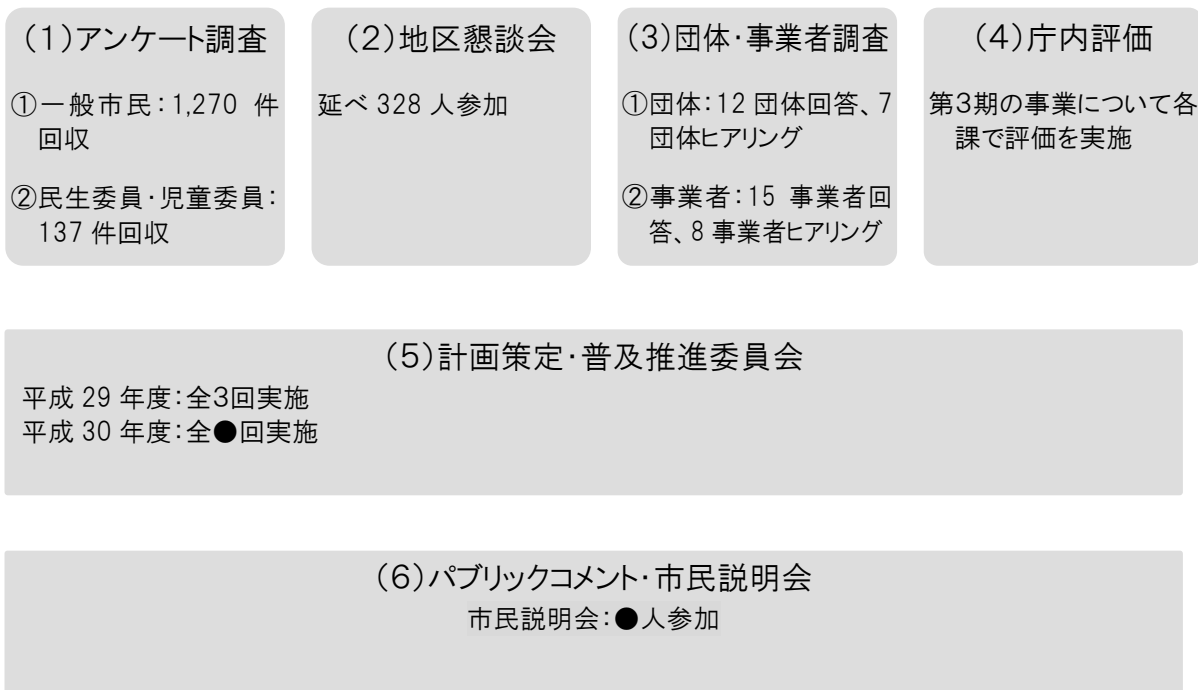 （１）アンケート調査
①一般市民：1,270 件
回収
②民生委員・児童委員：
137 件回収
（２）地区懇談会
延べ 328 人参加
（３）団体・事業者調査
①団体：12 団体回答、7
団体ヒアリング
②事業者：15 事業者回
答、8 事業者ヒアリング
（４）庁内評価
第３期の事業について各
課で評価を実施
（５）計画策定・普及推進委員会
平成 29 年度：全３回実施
平成 30 年度：全●回実施
（６）パブリックコメント・市民説明会
市民説明会：●人参加